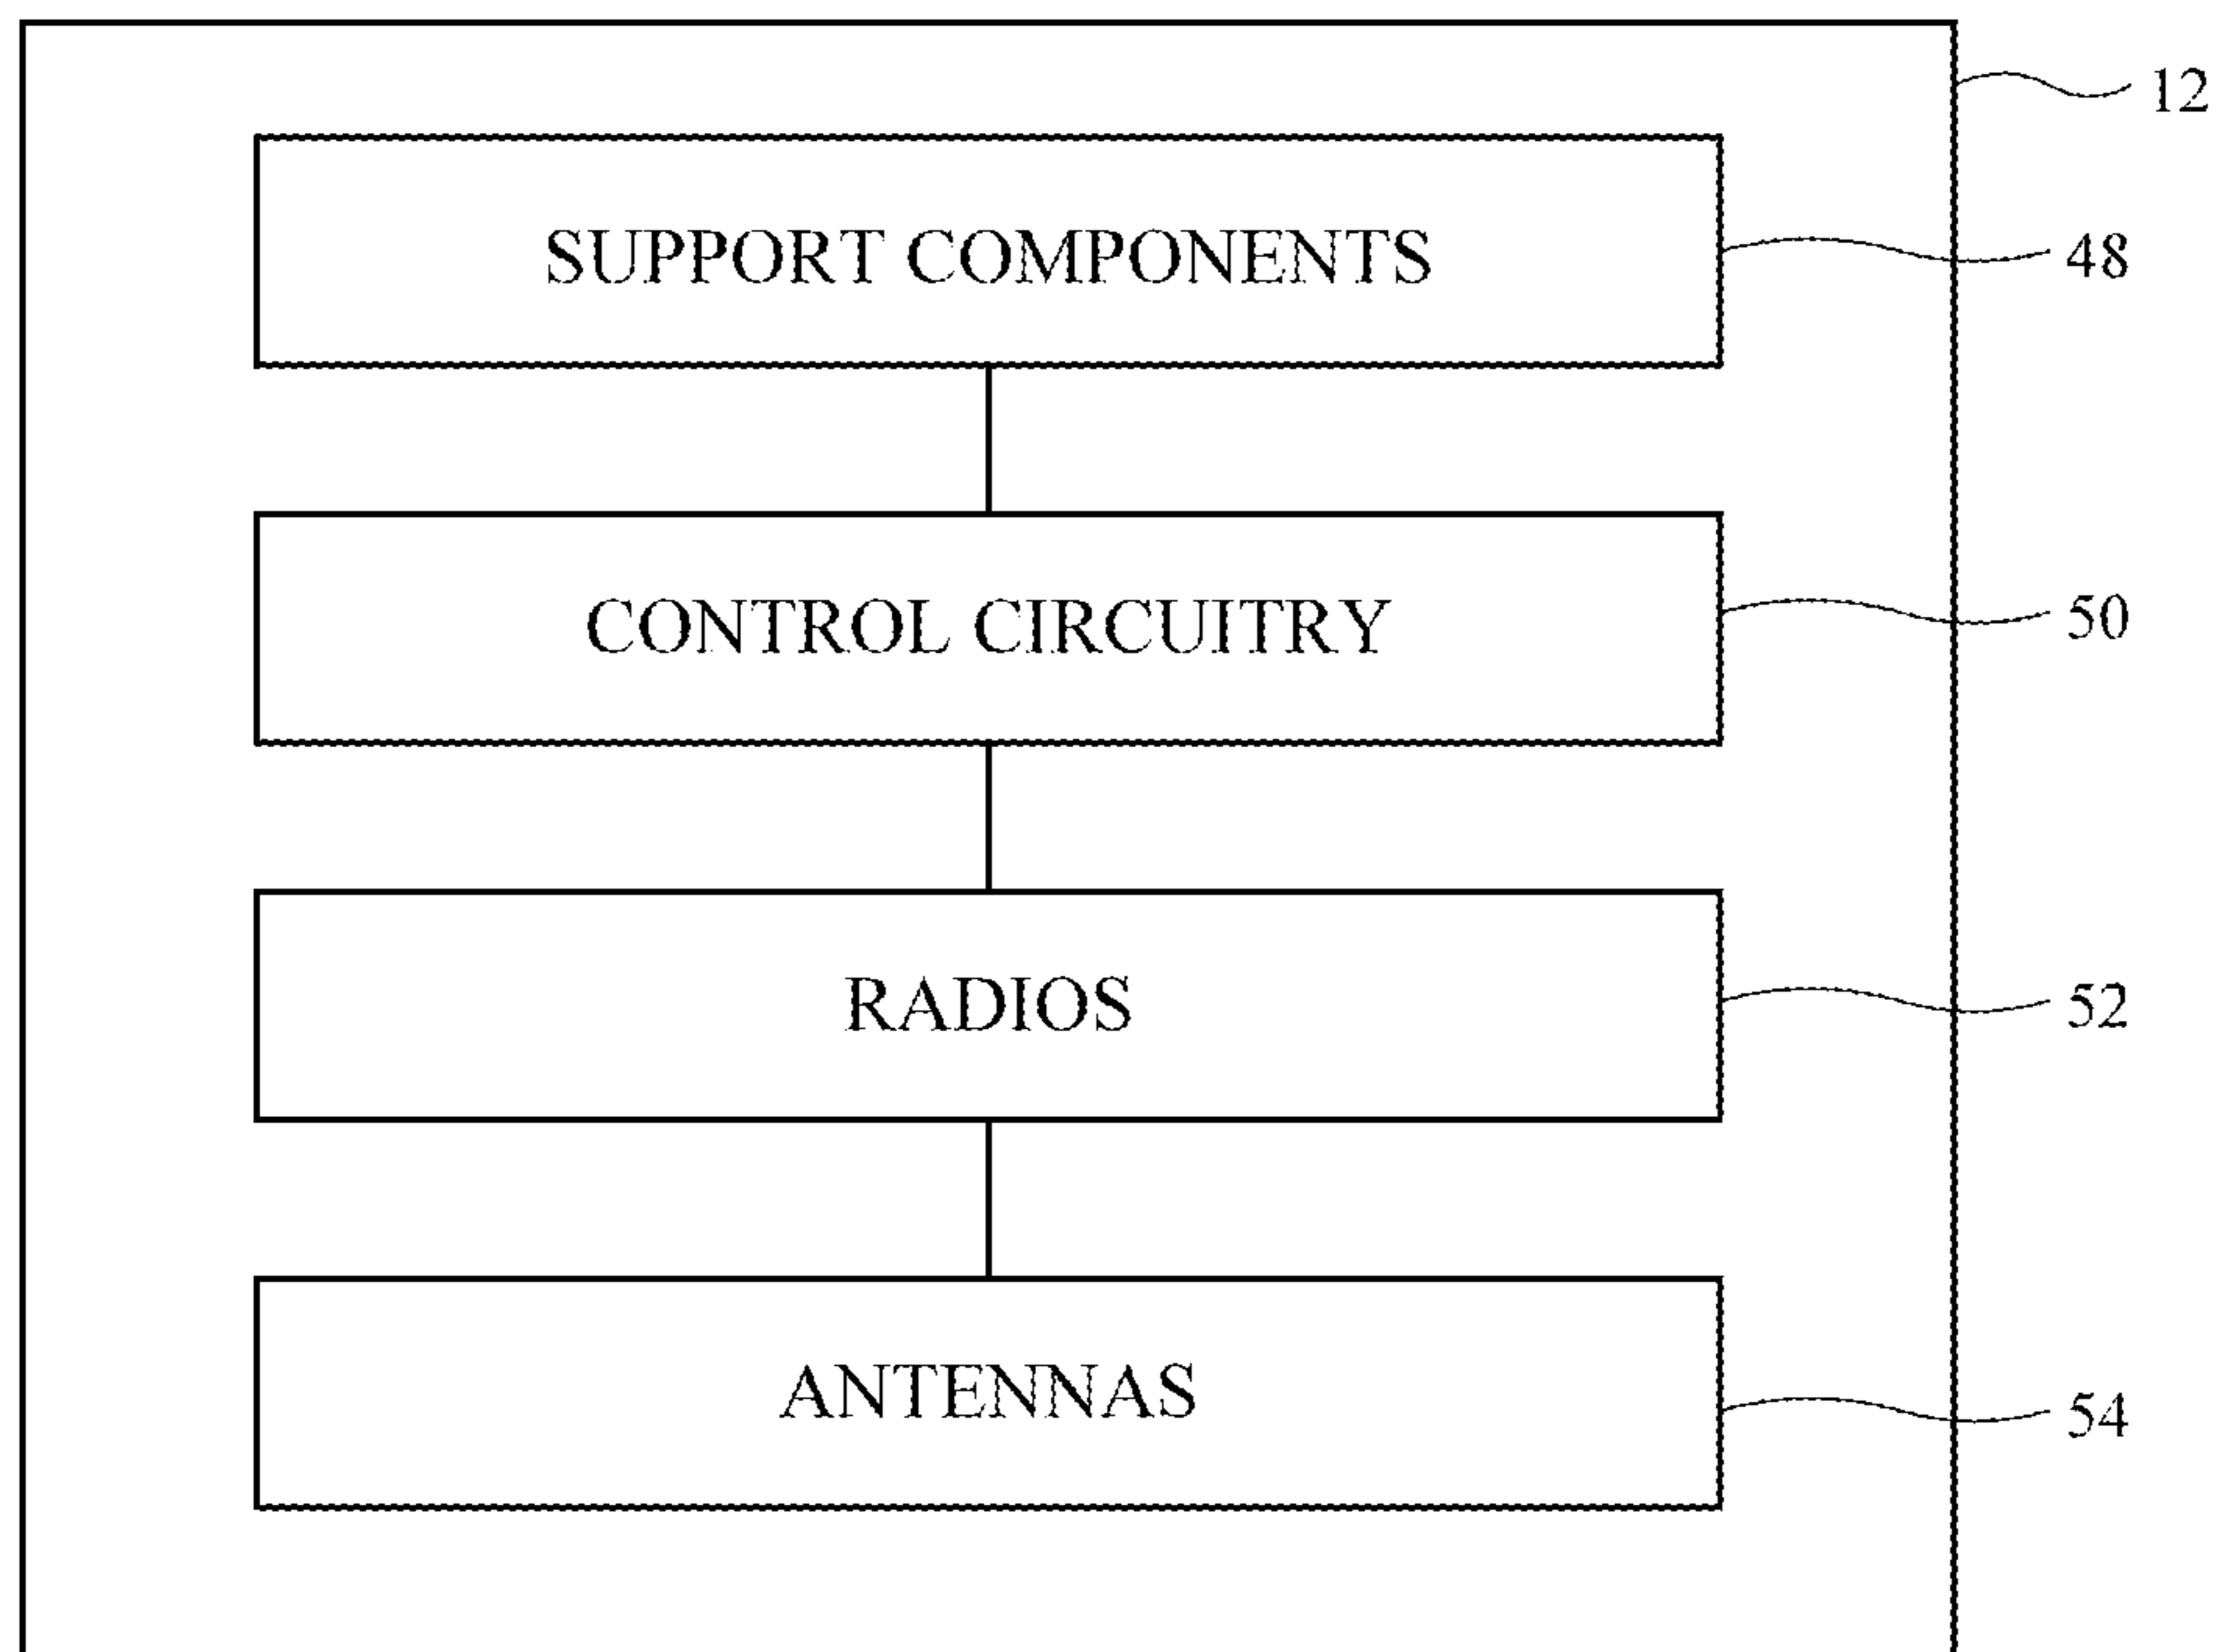 12
SUPPORT COMPONENTS
48
CONTROL CIRCUITRY
50
RADIOS
52
ANTENNAS
54